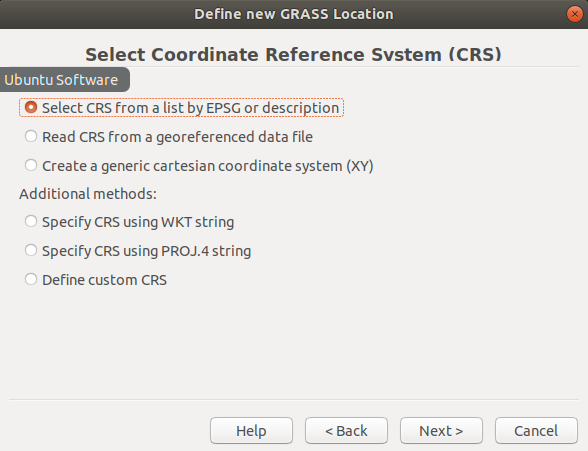 Define new GRASS Location
Select Coordinate Reference System (CRS)
Ubuntu Software
Select CRS from a list by EPSG or description
Read CRS from a georeferenced data file
Create a generic cartesian coordinate system (XY)
Additional methods:
Specify CRS using WKT string
Specify CRS using PROJ.4 string
Define custom CRS
Help
< Back
Next >
Cancel